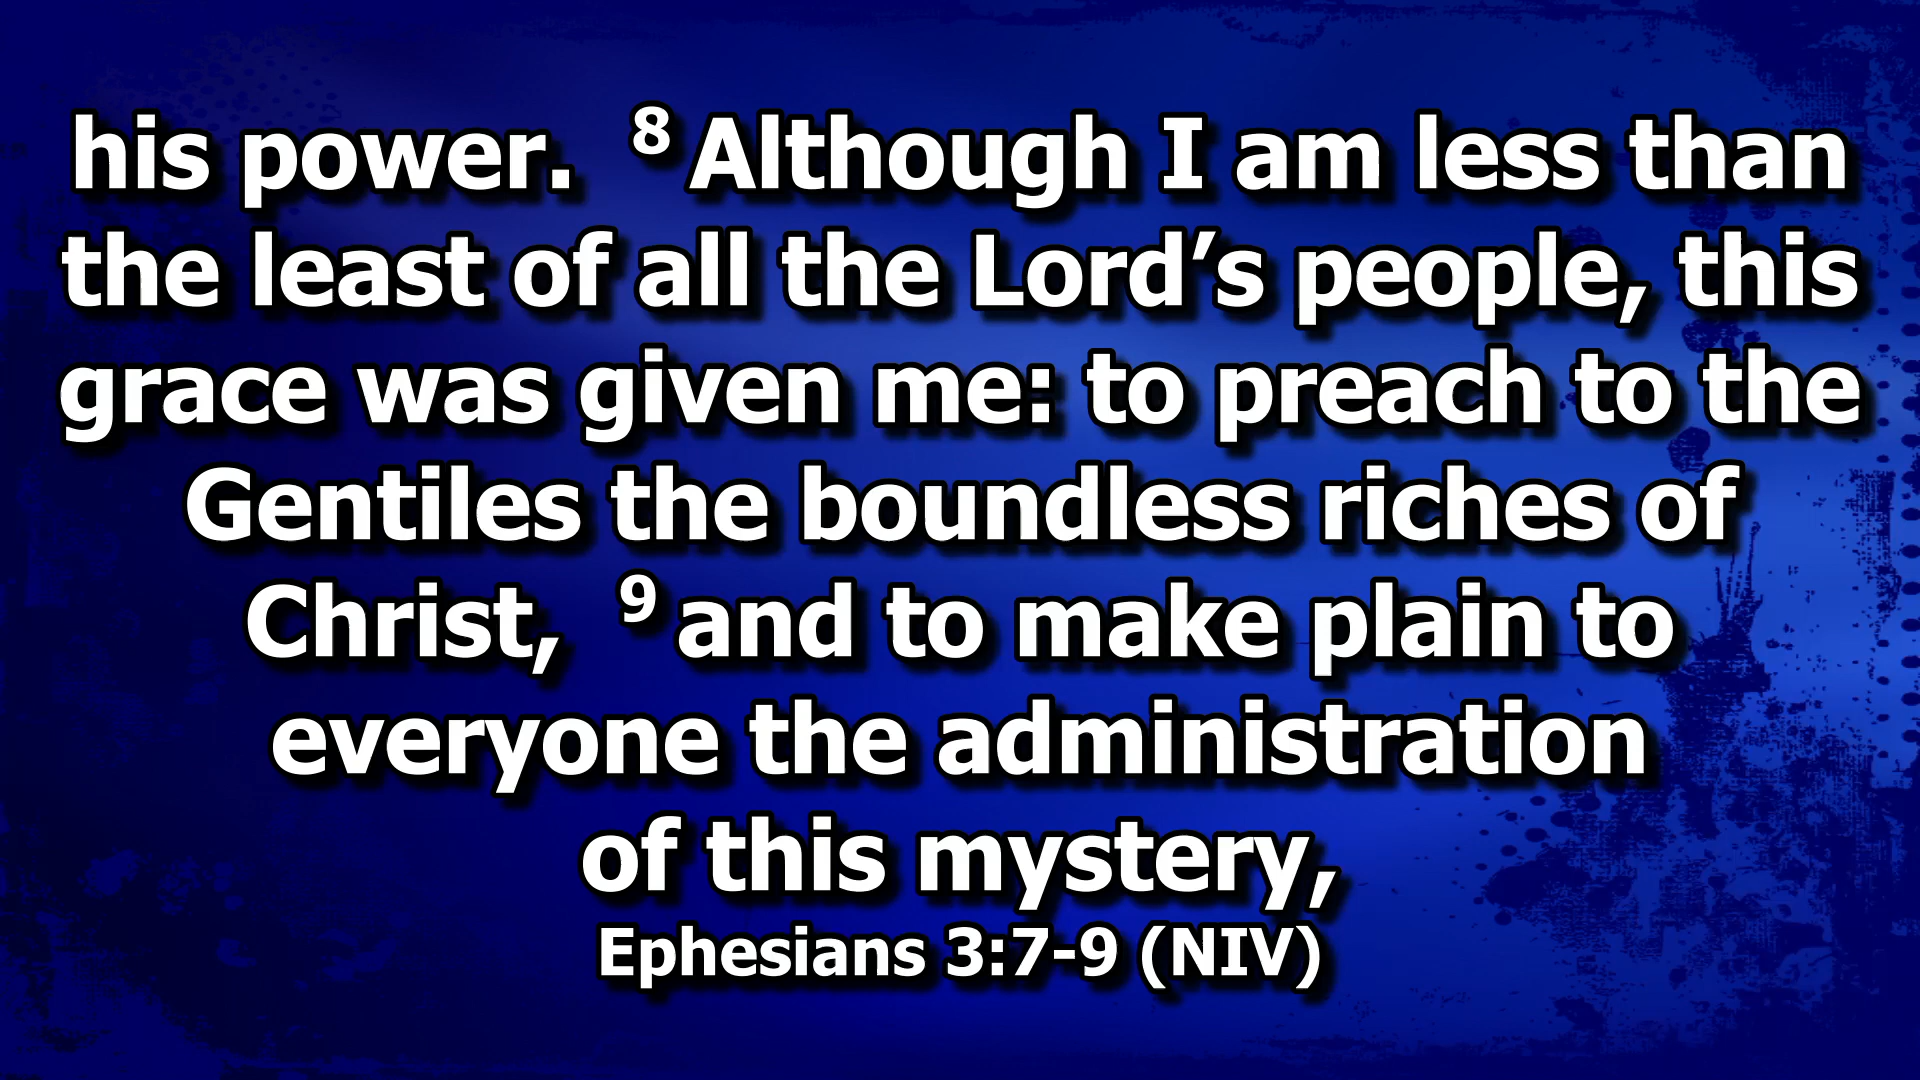 his power. 8 Although I am less than
the least of all the Lord’s people, this
grace was given me: to preach to the
Gentiles the boundless riches of
Christ, 9 and to make plain to
everyone the administration
of this mystery,
Ephesians 3:7-9 (NIV)